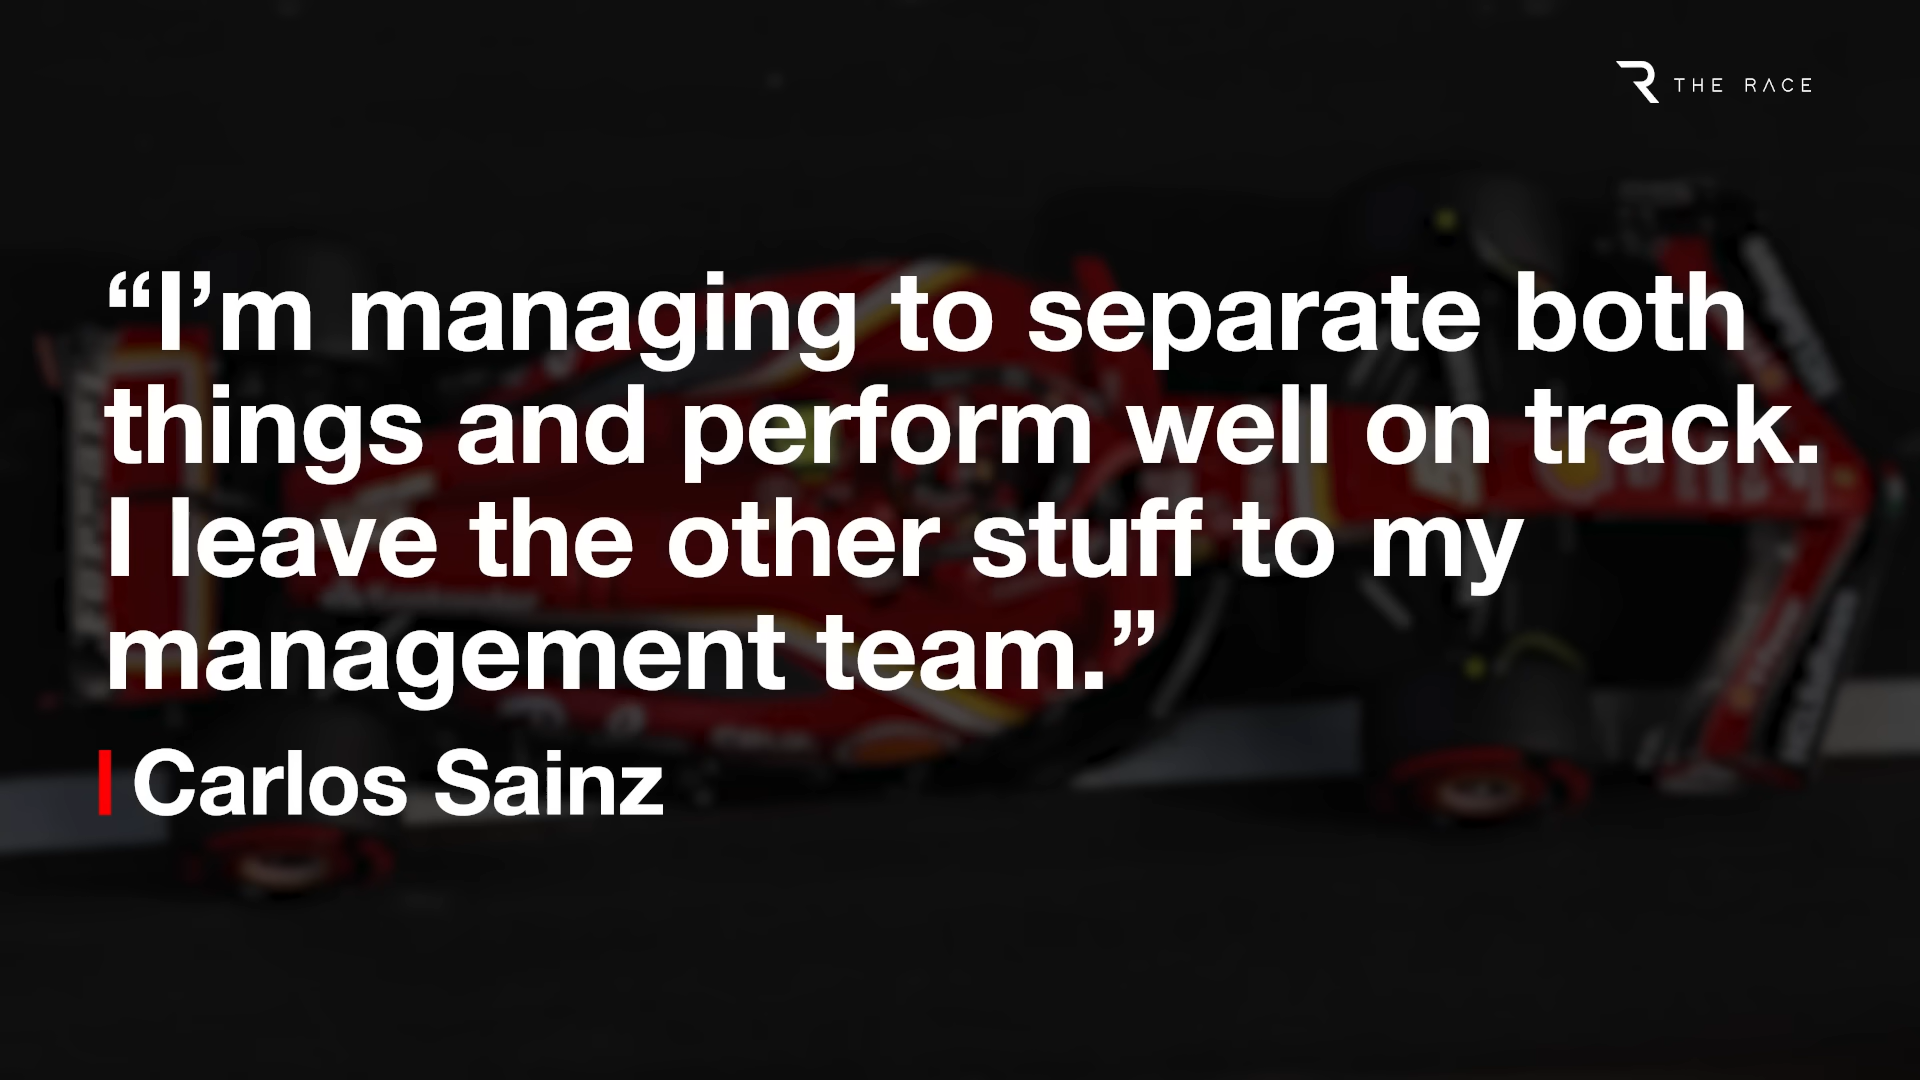 THE RACE
“I’m managing to separate both
things and perform well on track.
I leave the other stuff to my
management team.”
Carlos Sainz